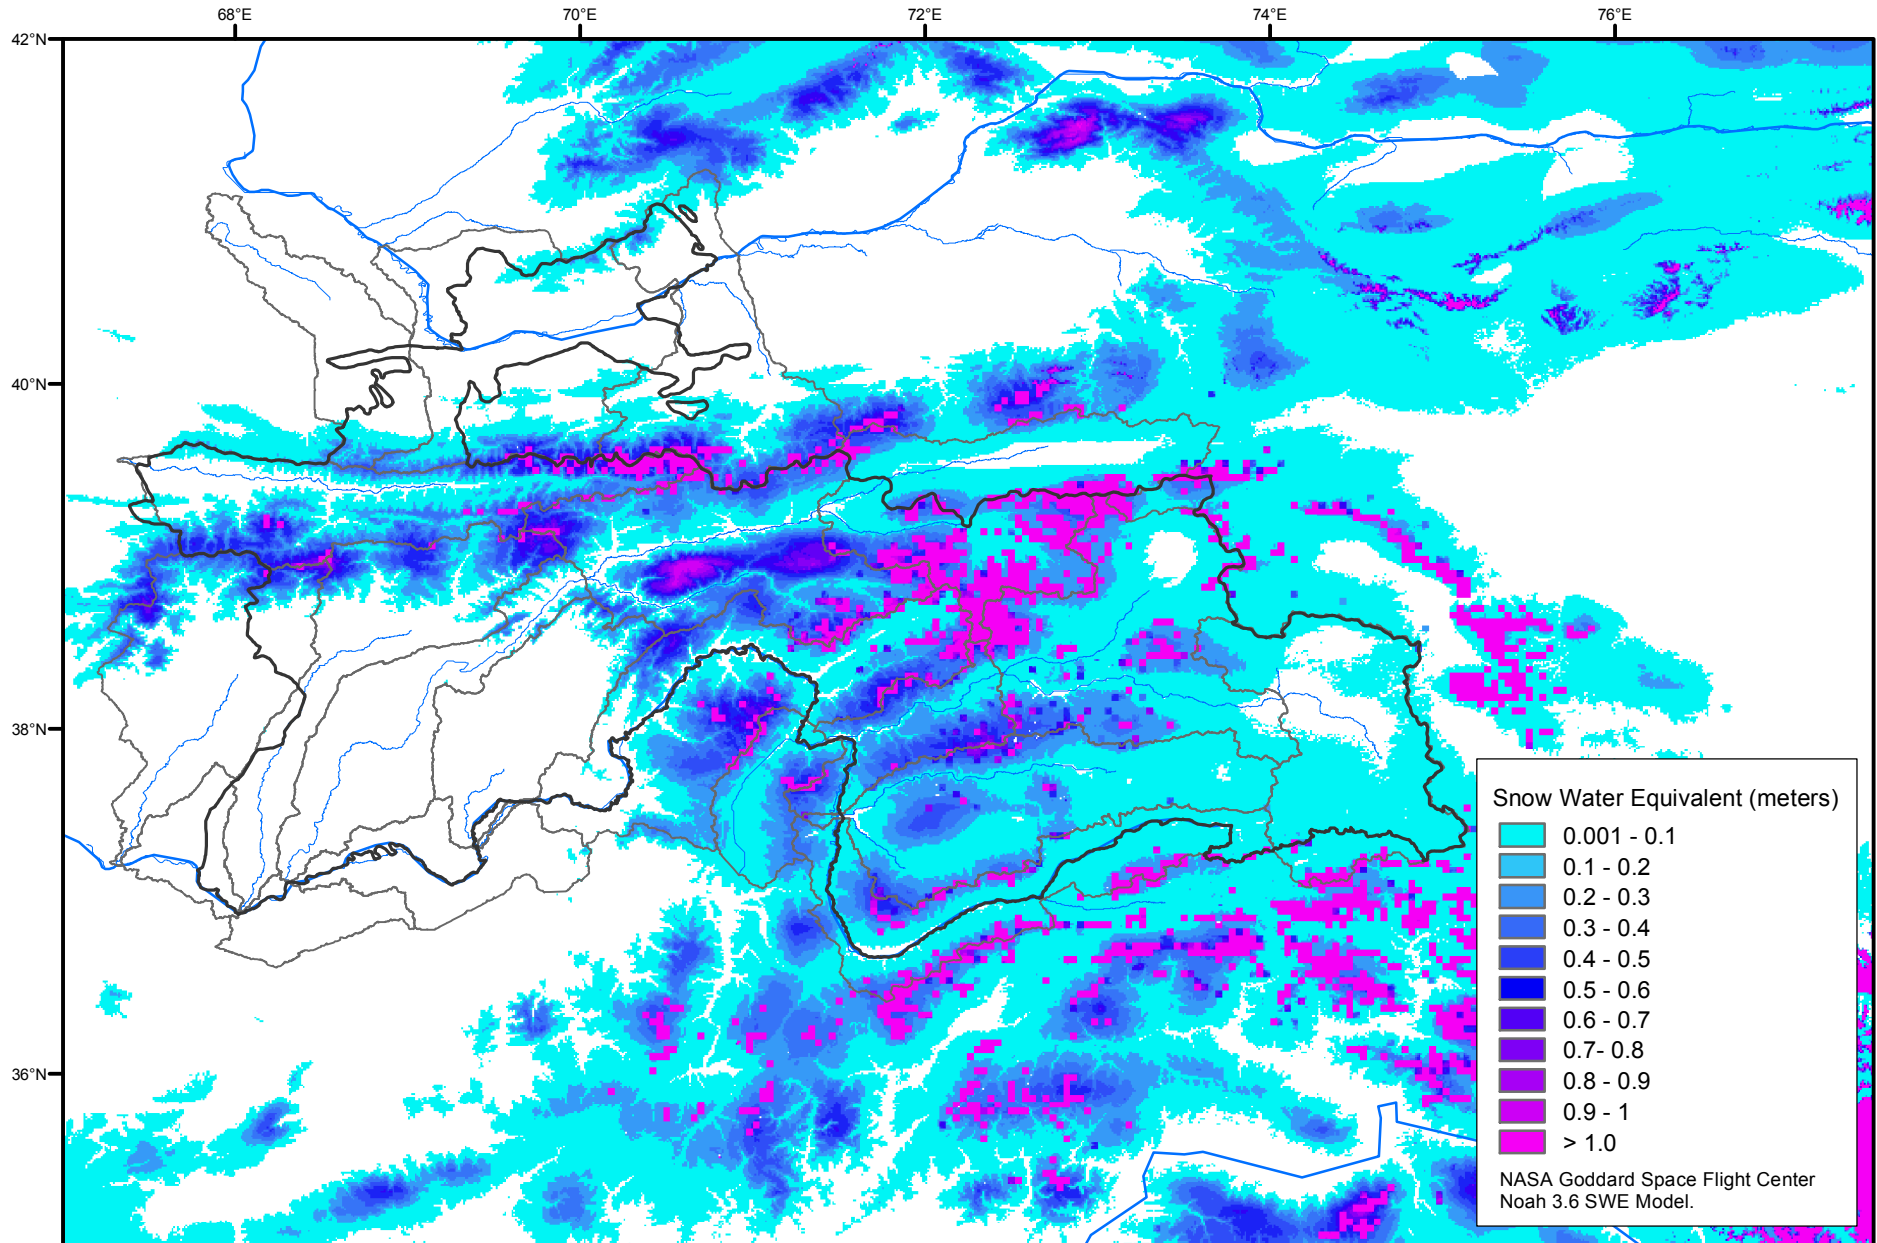 68°E 70°E 72°E 74°E 76°E
42°N
40°N
38°N
36°N
Snow Water Equivalent (meters)
0.001 - 0.1
0.1 - 0.2
0.2 - 0.3
0.3 - 0.4
0.4 - 0.5
0.5 - 0.6
0.6 - 0.7
0.7- 0.8
0.8 - 0.9
0.9 - 1
> 1.0
NASA Goddard Space Flight Center
Noah 3.6 SWE Model.